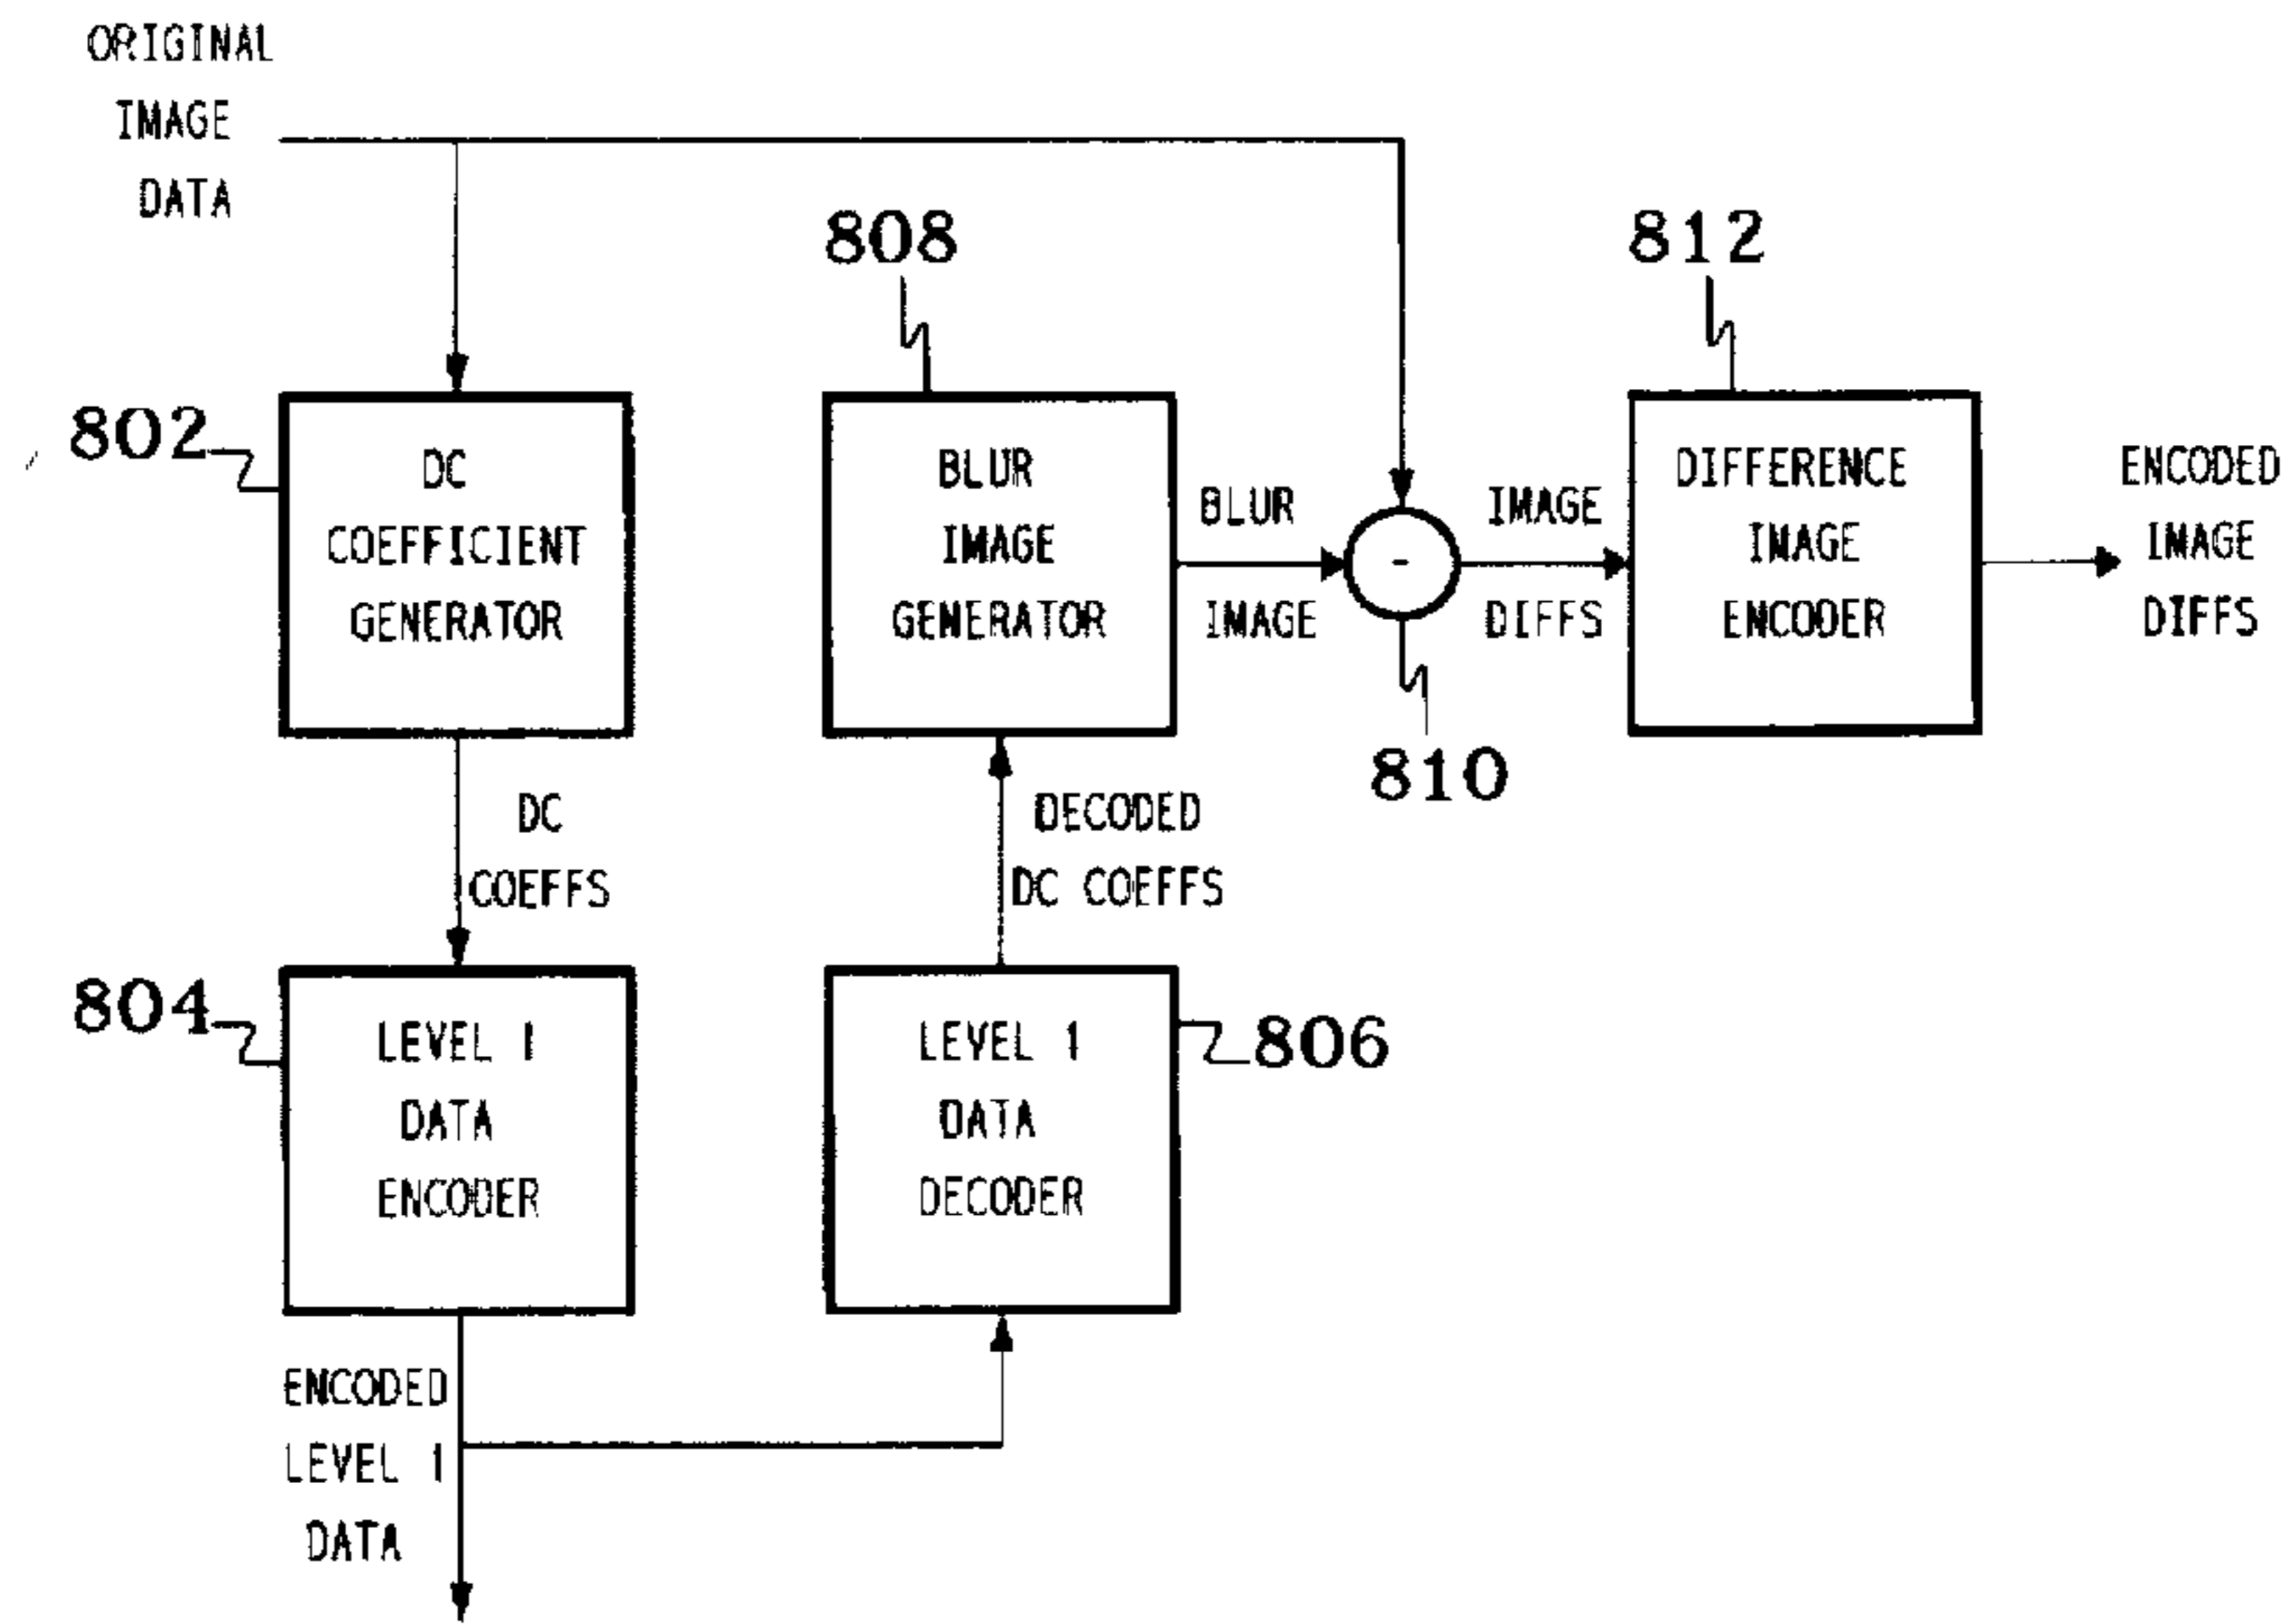 ORIGINAL
IMAGE
DATA
808
812
802
DC
COEFFICIENT
GENERATOR
BLUR
IMAGE
GENERATOR
BLUR
IMAGE
IMAGE
DIFFS
DIFFERENCE
IMAGE
ENCODER
ENCODED
IMAGE
DIFFS
-
810
DC
COEFFS
DECODED
DC COEFFS
804
LEVEL 1
DATA
ENCODER
LEVEL 1
DATA
DECODER
806
ENCODED
LEVEL 1
DATA